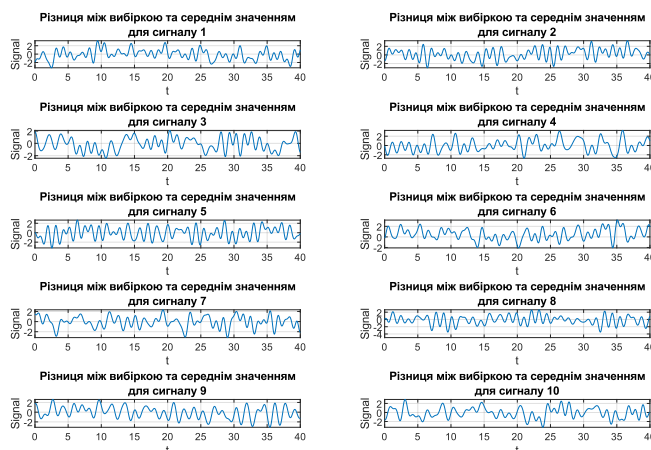 Різниця між вибіркою та середнім значенням
для сигналу 1
Signal
2
0
-2
0 5 10 15 20 25 30 35 40
t
Різниця між вибіркою та середнім значенням
для сигналу 2
Signal
2
0
-2
0 5 10 15 20 25 30 35 40
t
Різниця між вибіркою та середнім значенням
для сигналу 3
Signal
2
0
-2
0 5 10 15 20 25 30 35 40
t
Різниця між вибіркою та середнім значенням
для сигналу 4
Signal
2
0
-2
0 5 10 15 20 25 30 35 40
t
Різниця між вибіркою та середнім значенням
для сигналу 5
Signal
2
0
-2
0 5 10 15 20 25 30 35 40
t
Різниця між вибіркою та середнім значенням
для сигналу 6
Signal
2
0
-2
0 5 10 15 20 25 30 35 40
t
Різниця між вибіркою та середнім значенням
для сигналу 7
Signal
2
0
-2
0 5 10 15 20 25 30 35 40
t
Різниця між вибіркою та середнім значенням
для сигналу 8
Signal
2
0
-2
-4
0 5 10 15 20 25 30 35 40
t
Різниця між вибіркою та середнім значенням
для сигналу 9
Signal
2
0
-2
0 5 10 15 20 25 30 35 40
t
Різниця між вибіркою та середнім значенням
для сигналу 10
Signal
2
0
-2
0 5 10 15 20 25 30 35 40
t